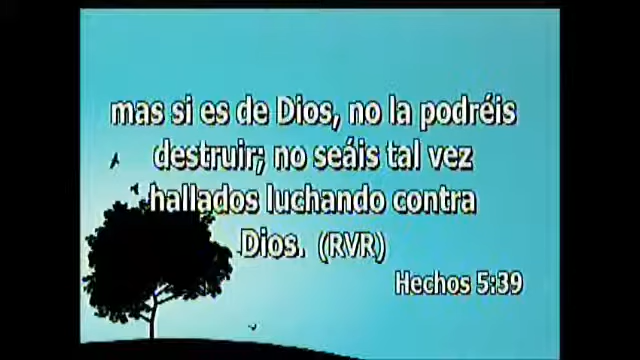 mas si es de Dios, no la podréis
destruir; no seáis tal vez
hallados luchando contra
Dios. (RVR)
Hechos 5:39